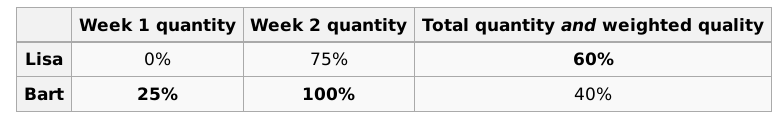 Week 1 quantity Week 2 quantity Total quantity and weighted quality
Lisa 0% 75% 60%
Bart 25% 100% 40%